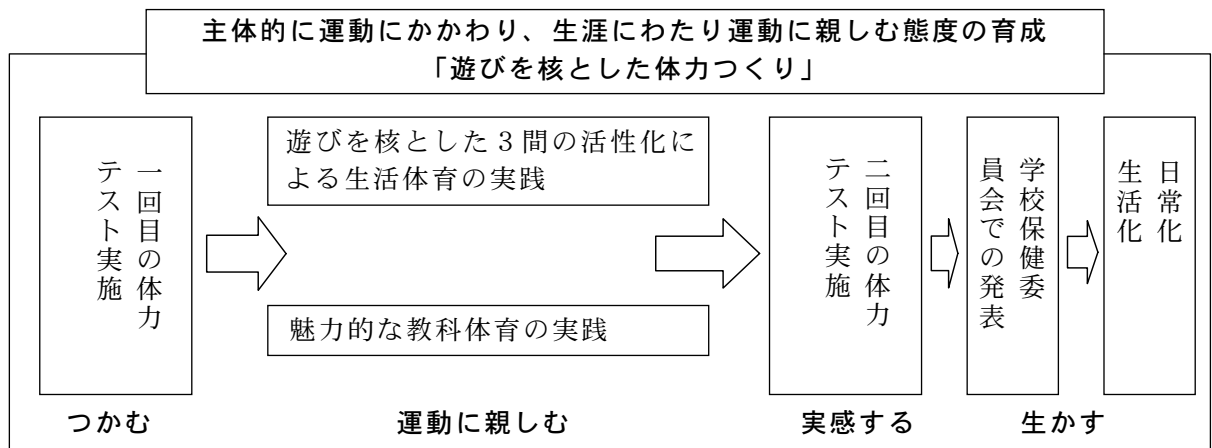 主体的に運動にかかわり、生涯にわたり運動に親しむ態度の育成
「遊びを核とした体力つくり」
一回目の体力
テスト実施
遊びを核とした３間の活性化に
よる生活体育の実践
魅力的な教科体育の実践
二回目の体力
テスト実施
学校保健委
員会での発表
日常化
生活化
つかむ
運動に親しむ
実感する
生かす